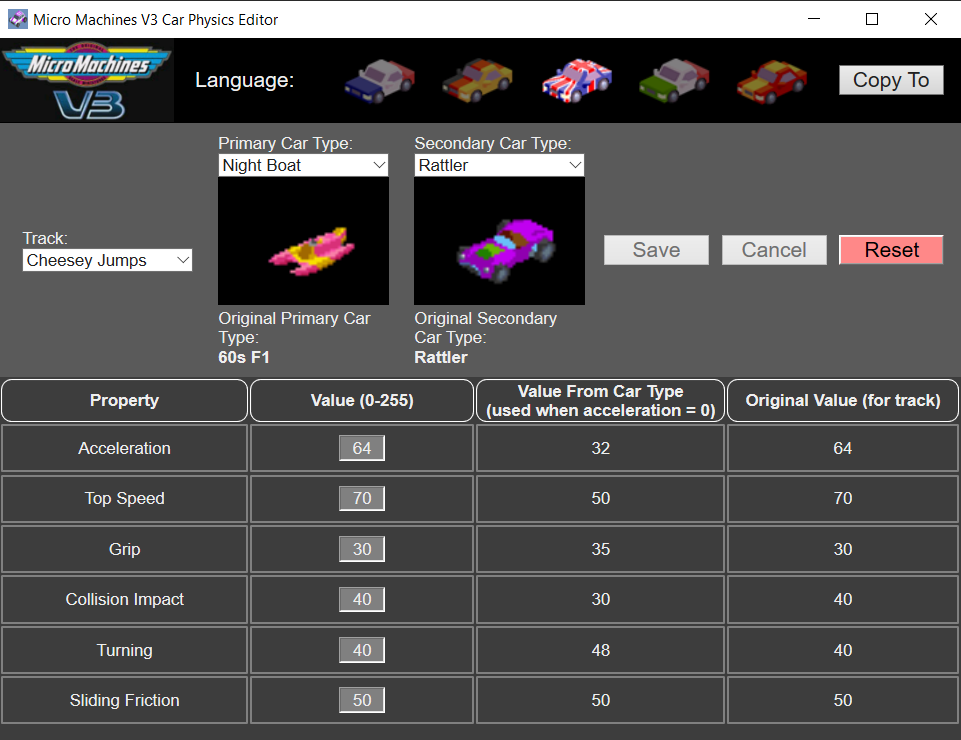 Micro Machines V3 Car Physics Editor
MicroMachines
V3
Language:
Copy To
Primary Car Type:
Night Boat
Secondary Car Type:
Rattler
Track:
Cheesey Jumps
Save
Cancel
Reset
Original Primary Car
Type:
60s F1
Original Secondary
Car Type:
Rattler
Property
Value (0-255)
Value From Car Type
(used when acceleration = 0)
Original Value (for track)
Acceleration 64 32 64
Top Speed 70 50 70
Grip 30 35 30
Collision Impact 40 30 40
Turning 40 48 40
Sliding Friction 50 50 50